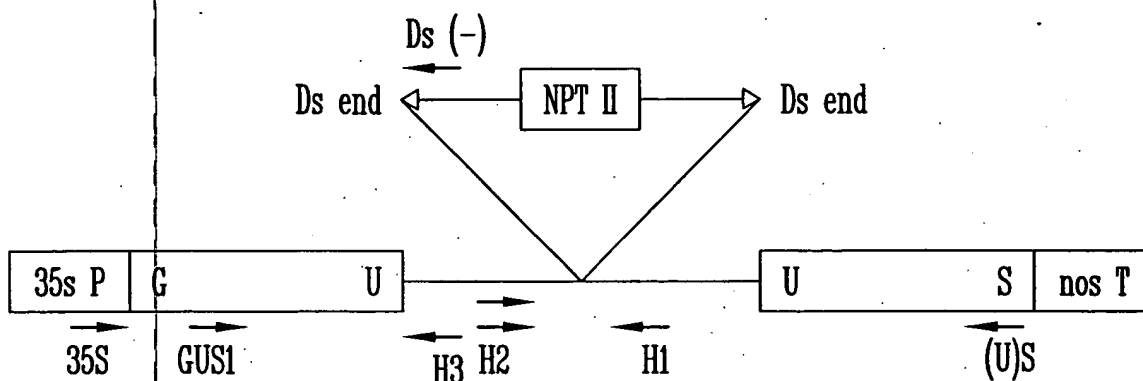 Ds (-)
Ds end NPT II Ds end
35s P G U U S nos T
35S GUS1 H3 H2 H1 (U)S